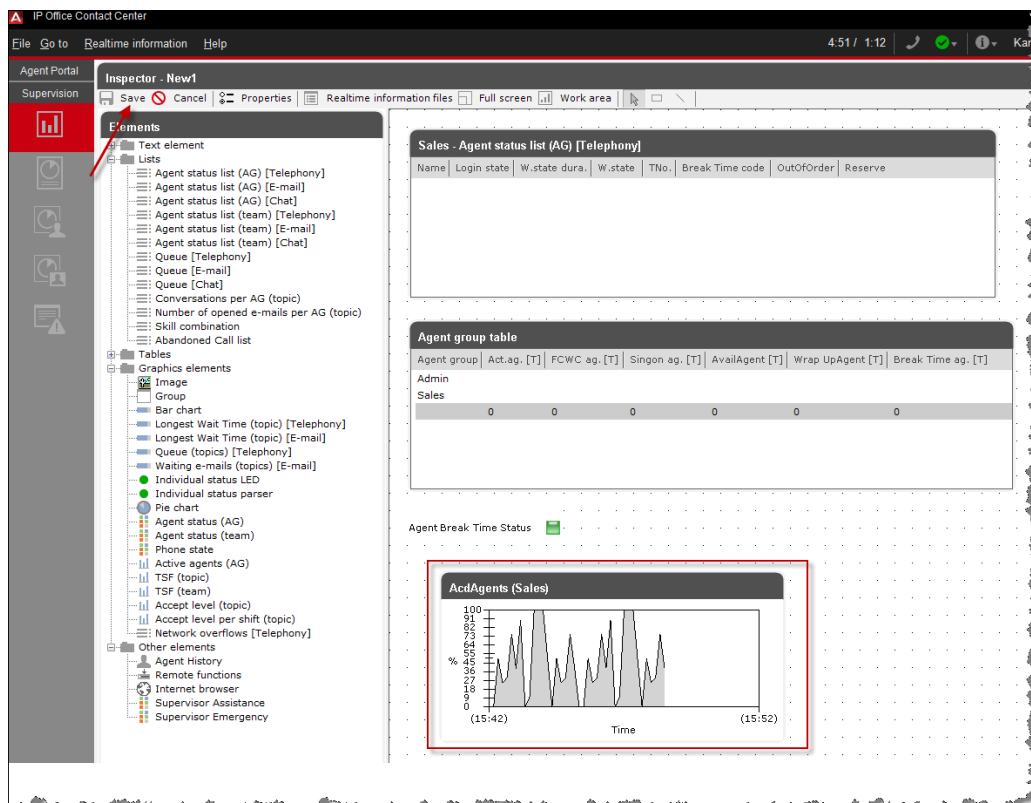 IP Office Contact Center
File Go to Realtime information Help
4:51 / 1:12
Kar
Agent Portal
Supervision
Inspector - New1
Save Cancel Properties Realtime information files Full screen Work area
Elements
Text element
Lists
Agent status list (AG) [Telephony]
Agent status list (AG) [E-mail]
Agent status list (AG) [Chat]
Agent status list (team) [Telephony]
Agent status list (team) [E-mail]
Agent status list (team) [Chat]
Queue [Telephony]
Queue [E-mail]
Queue [Chat]
Conversations per AG (topic)
Number of opened e-mails per AG (topic)
Skill combination
Abandoned Call list
Tables
Graphics elements
Image
Group
Bar chart
Longest Wait Time (topic) [Telephony]
Longest Wait Time (topic) [E-mail]
Queue (topics) [Telephony]
Waiting e-mails (topics) [E-mail]
Individual status LED
Individual status parser
Pie chart
Agent status (AG)
Agent status (team)
Phone state
Active agents (AG)
TSF (topic)
TSF (team)
Accept level (topic)
Accept level per shift (topic)
Network overflows [Telephony]
Other elements
Agent History
Remote functions
Internet browser
Supervisor Assistance
Supervisor Emergency
Sales - Agent status list (AG) [Telephony]
Name Login state W.state dura. W.state TNo. Break Time code OutOfOrder Reserve
Agent group table
Agent group Act.ag. [T] FCWC ag. [T] Singon ag. [T] AvailAgent [T] Wrap UpAgent [T] Break Time ag. [T]
Admin
Sales
0 0 0 0 0 0
Agent Break Time Status
AcdAgents (Sales)
100
91
82
73
64
55
% 45
36
27
18
9
0
(15:42) (15:52)
Time